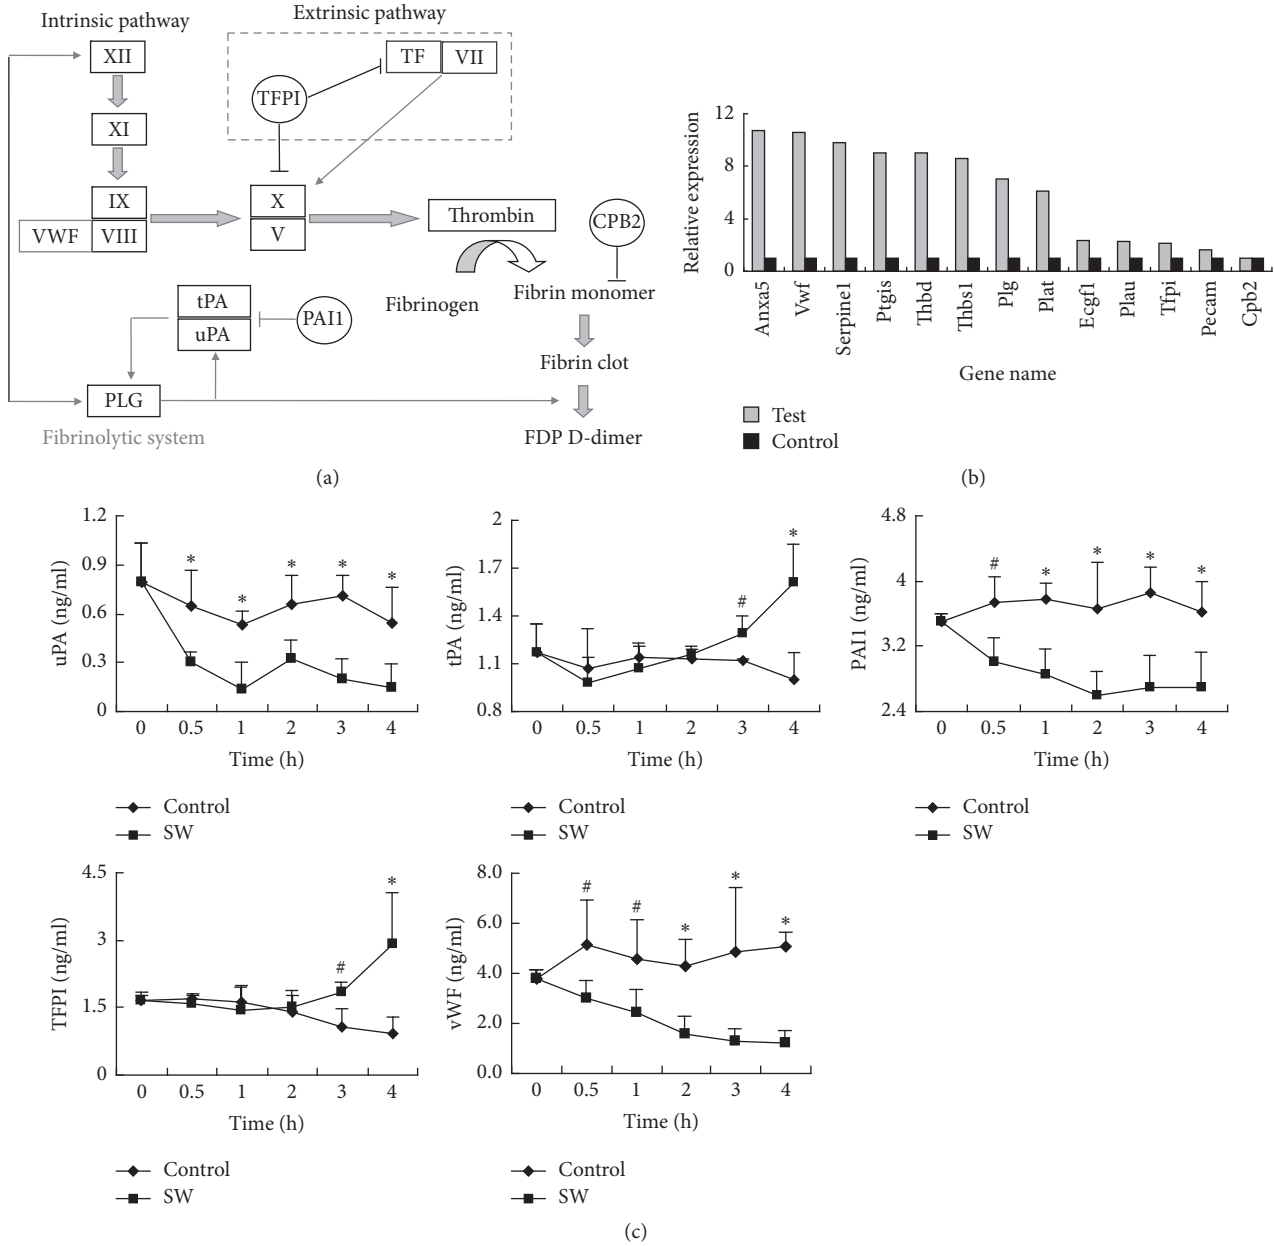 Intrinsic pathway
Extrinsic pathway
XII
TF VII
TFPI
XI
IX
X
VWF VIII
V
Thrombin
CPB2
Fibrinogen
Fibrin monomer
tPA
uPA
PAI1
Fibrin clot
PLG
Fibrinolytic system
FDP D-dimer
(a)
Relative expression
12
8
4
0
Anxa5
Vwf
Serpine1
Ptgis
Thbd
Thbs1
Plg
Plat
Ecgf1
Plau
Tfpi
Pecam
Cpb2
Gene name
Test
Control
(b)
uPA (ng/ml)
1.2
0.9
0.6
0.3
0
* * * * *
0 0.5 1 2 3 4
Time (h)
Control
SW
tPA (ng/ml)
2
1.7
1.4
1.1
0.8
# *
0 0.5 1 2 3 4
Time (h)
Control
SW
PAI1 (ng/ml)
4.8
4
3.2
2.4
# * * * *
0 0.5 1 2 3 4
Time (h)
Control
SW
TFPI (ng/ml)
4.5
3
1.5
0
# *
0 0.5 1 2 3 4
Time (h)
Control
SW
vWF (ng/ml)
8.0
6.0
4.0
2.0
0.0
# # * * *
0 0.5 1 2 3 4
Time (h)
Control
SW
(c)